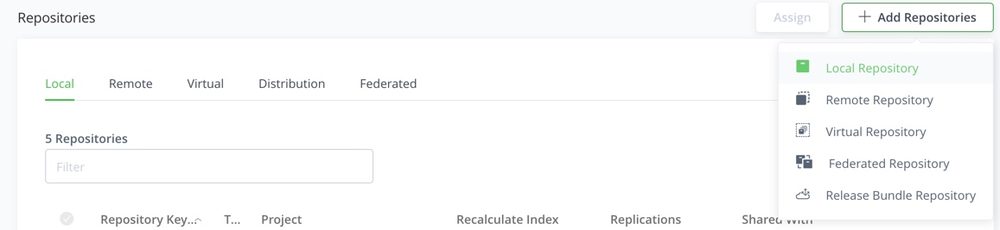 Repositories
Assign
+ Add Repositories
Local Repository
Remote Repository
Virtual Repository
Federated Repository
Release Bundle Repository
Local Remote Virtual Distribution Federated
5 Repositories
Filter
Repository Key... T... Project Recalculate Index Replications Shared With